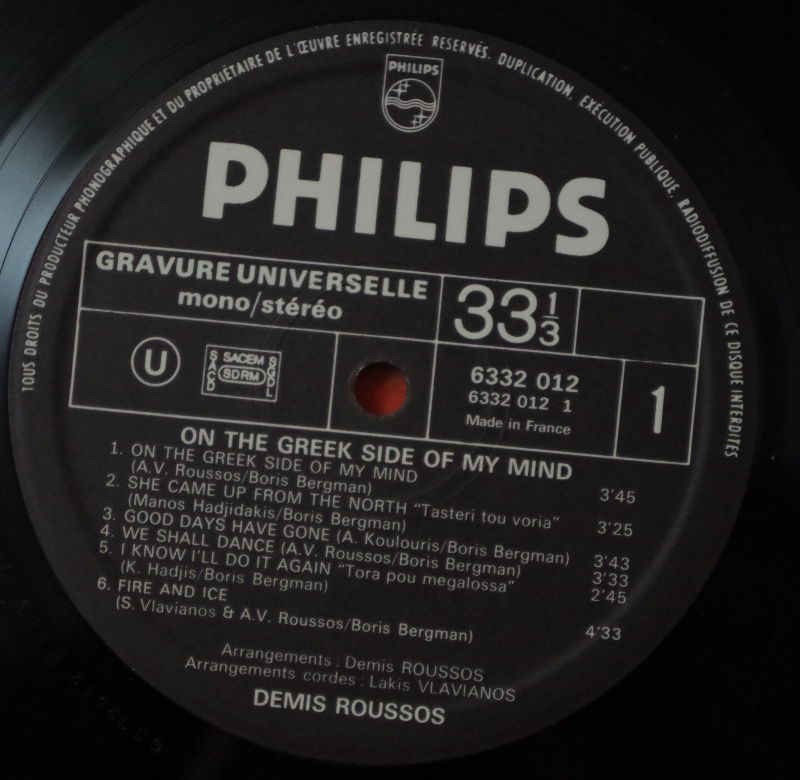 TOUS DROITS DU PRODUCTEUR PHONOGRAPHIQUE ET DU PROPRIÉTAIRE DE L'ŒUVRE ENREGISTRÉE RESERVÉS. DUPLICATION, EXÉCUTION PUBLIQUE, RADIODIFFUSION DE CE DISQUE INTERDITES
PHILIPS
PHILIPS
GRAVURE UNIVERSELLE
mono/stéréo
33 1/3
U
SACEM
SACD
SDRM
SGDL
6332 012
6332 012 1
Made in France
1
ON THE GREEK SIDE OF MY MIND
1. ON THE GREEK SIDE OF MY MIND 3'45
(A.V. Roussos/Boris Bergman)
2. SHE CAME UP FROM THE NORTH "Tasteri tou voria" 3'25
(Manos Hadjidakis/Boris Bergman)
3. GOOD DAYS HAVE GONE (A. Koulouris/Boris Bergman) 3'43
4. WE SHALL DANCE (A.V. Roussos/Boris Bergman) 3'33
5. I KNOW I'LL DO IT AGAIN "Tora pou megalossa" 2'45
(K. Hadjis/Boris Bergman)
6. FIRE AND ICE 4'33
(S. Vlavianos & A.V. Roussos/Boris Bergman)
Arrangements : Demis ROUSSOS
Arrangements cordes : Lakis VLAVIANOS
DEMIS ROUSSOS